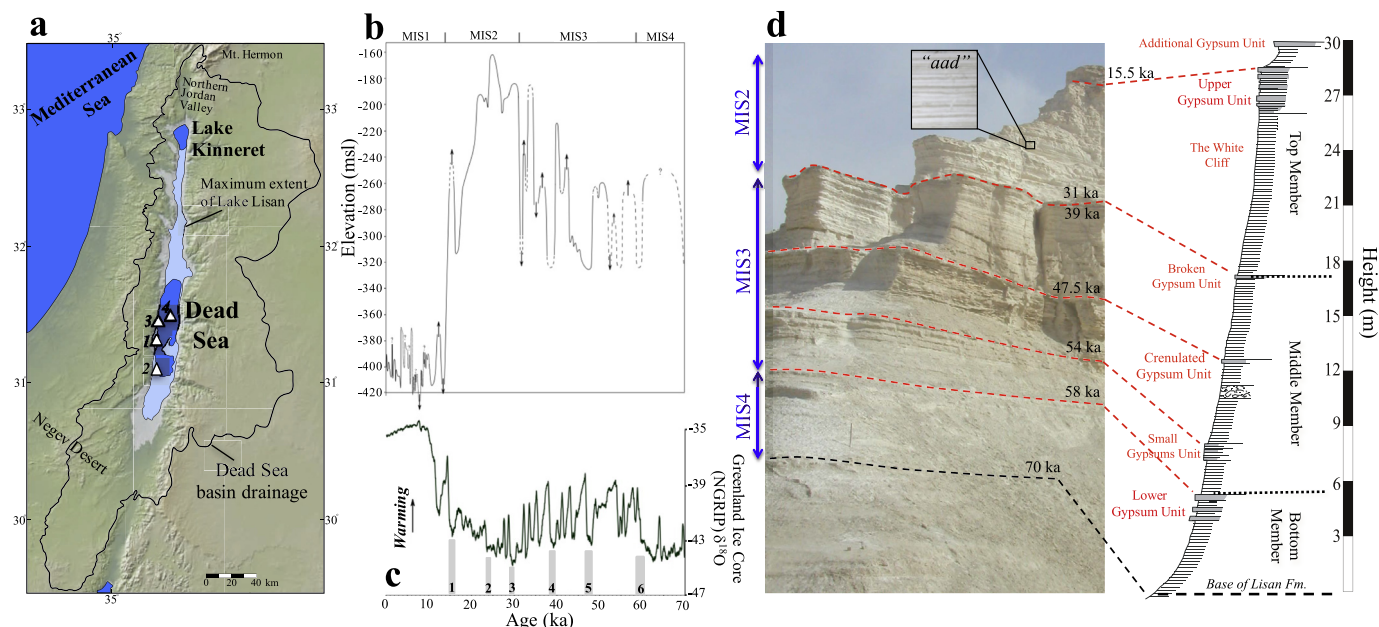 a
35
Mt. Hermon
Mediterranean
Sea
Northern
Jordan
Valley
33
Lake
Kinneret
Maximum extent
of Lake Lisan
32
4
3
Dead
Sea
1
2
31
Negev Desert
Dead Sea
basin drainage
30
0 20 40
km
35
b
MIS1 MIS2 MIS3 MIS4
Elevation (msl)
-160
-180
-200
-220
-240
-260
-280
-300
-320
-340
-360
-380
-400
-420
?
c
Warming
-35
-39
-43
-47
Greenland Ice Core
(NGRIP) δ¹⁸O
1 2 3 4 5 6
0 10 20 30 40 50 60 70
Age (ka)
d
MIS2
MIS3
MIS4
"aad"
15.5 ka
31 ka
39 ka
47.5 ka
54 ka
58 ka
70 ka
Additional Gypsum Unit
Upper
Gypsum Unit
The White
Cliff
Broken
Gypsum Unit
Crenulated
Gypsum Unit
Small
Gypsums Unit
Lower
Gypsum Unit
Base of Lisan Fm.
Top Member
Middle Member
Bottom
Member
30
27
24
21
18
15
12
9
6
3
Height (m)